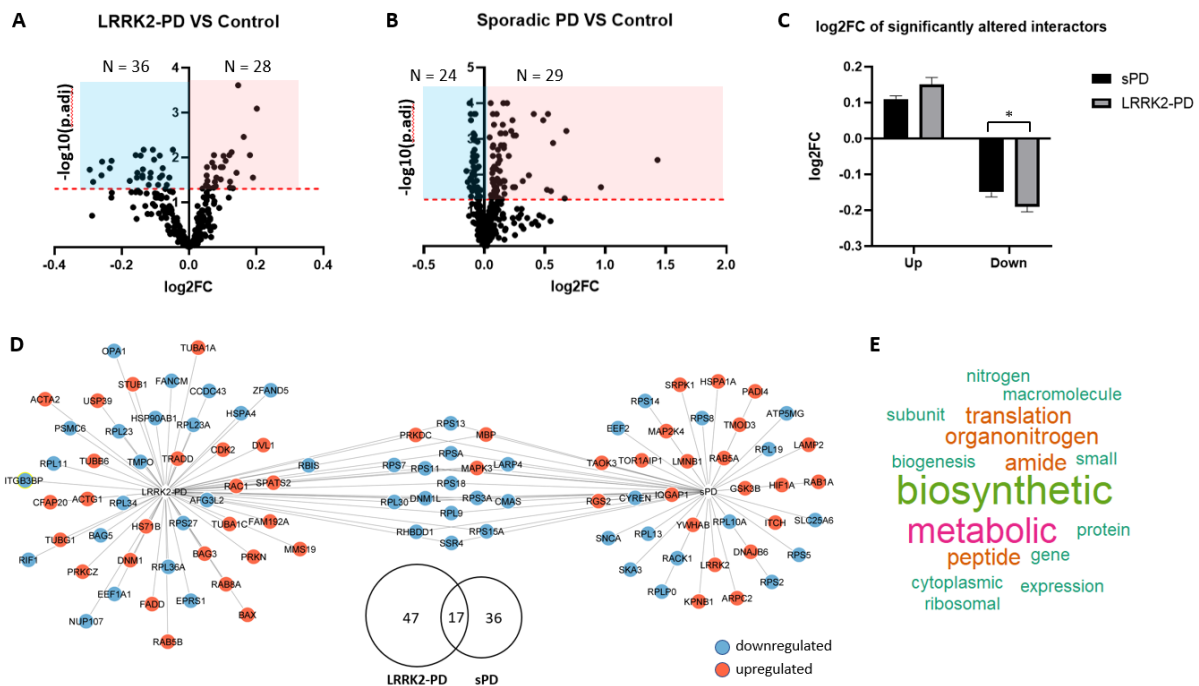 A
LRRK2-PD VS Control
N = 36
N = 28
-log10(p.adj)
4
3
2
1
-0.4
-0.2
0.0
0.2
0.4
log2FC
B
Sporadic PD VS Control
N = 24
N = 29
-log10(p.adj)
5
4
-0.5
0.0
0.5
1.0
1.5
2.0
log2FC
C
log2FC of significantly altered interactors
log2FC
0.2
0.1
0.0
-0.1
-0.2
-0.3
*
Up
Down
sPD
LRRK2-PD
D
OPA1
TUBA1A
STUB1
FANCM
ACTA2
USP39
CCDC43
ZFAND5
PSMC6
RPL23
HSP90AB1
RPL23A
HSPA4
RPL11
TUBB6
TMPO
TRADD
CDK2
DVL1
ITGB3BP
CFAP20
ACTG1
RPL34
LRRK2-PD
AFG3L2
RAC1
SPATS2
RBIS
TUBG1
BAG5
HS71B
RPS27
TUBA1C
FAM192A
RIF1
PRKCZ
DNM1
RPL36A
BAG3
PRKN
MMS19
EEF1A1
RAB8A
NUP107
FADD
EPRS1
BAX
RAB5B
RPS13
PRKDC
MBP
RPSA
RPS7
RPS11
MAPK3
LARP4
RPS18
RPL30
DNM1L
RPS3A
CMAS
RPL9
RHBDD1
RPS15A
SSR4
SRPK1
HSPA1A
PADI4
RPS14
RPS8
ATP5MG
EEF2
MAP2K4
TMOD3
TAOK3
TOR1AIP1
LMNB1
RAB5A
RPL19
LAMP2
RGS2
CYREN
IQGAP1
sPD
GSK3B
HIF1A
RAB1A
SNCA
RPL13
YWHAB
RPL10A
ITCH
SLC25A6
SKA3
RACK1
LRRK2
DNAJB6
RPS5
RPLP0
KPNB1
ARPC2
RPS2
47
17
36
LRRK2-PD
sPD
downregulated
upregulated
E
nitrogen
macromolecule
subunit
translation
organonitrogen
biogenesis
amide
small
biosynthetic
metabolic
protein
peptide
gene
cytoplasmic
expression
ribosomal